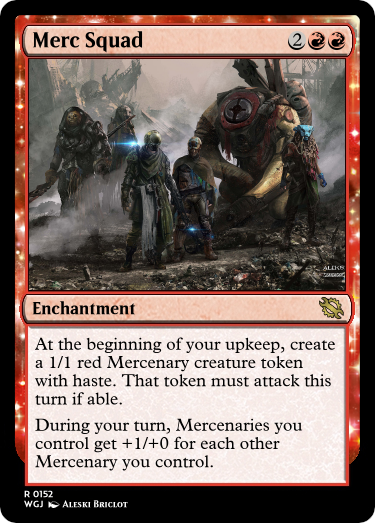 Merc Squad 2
Enchantment
At the beginning of your upkeep, create
a 1/1 red Mercenary creature token
with haste. That token must attack this
turn if able.
During your turn, Mercenaries you
control get +1/+0 for each other
Mercenary you control.
R 0152
WGJ Aleski Briclot